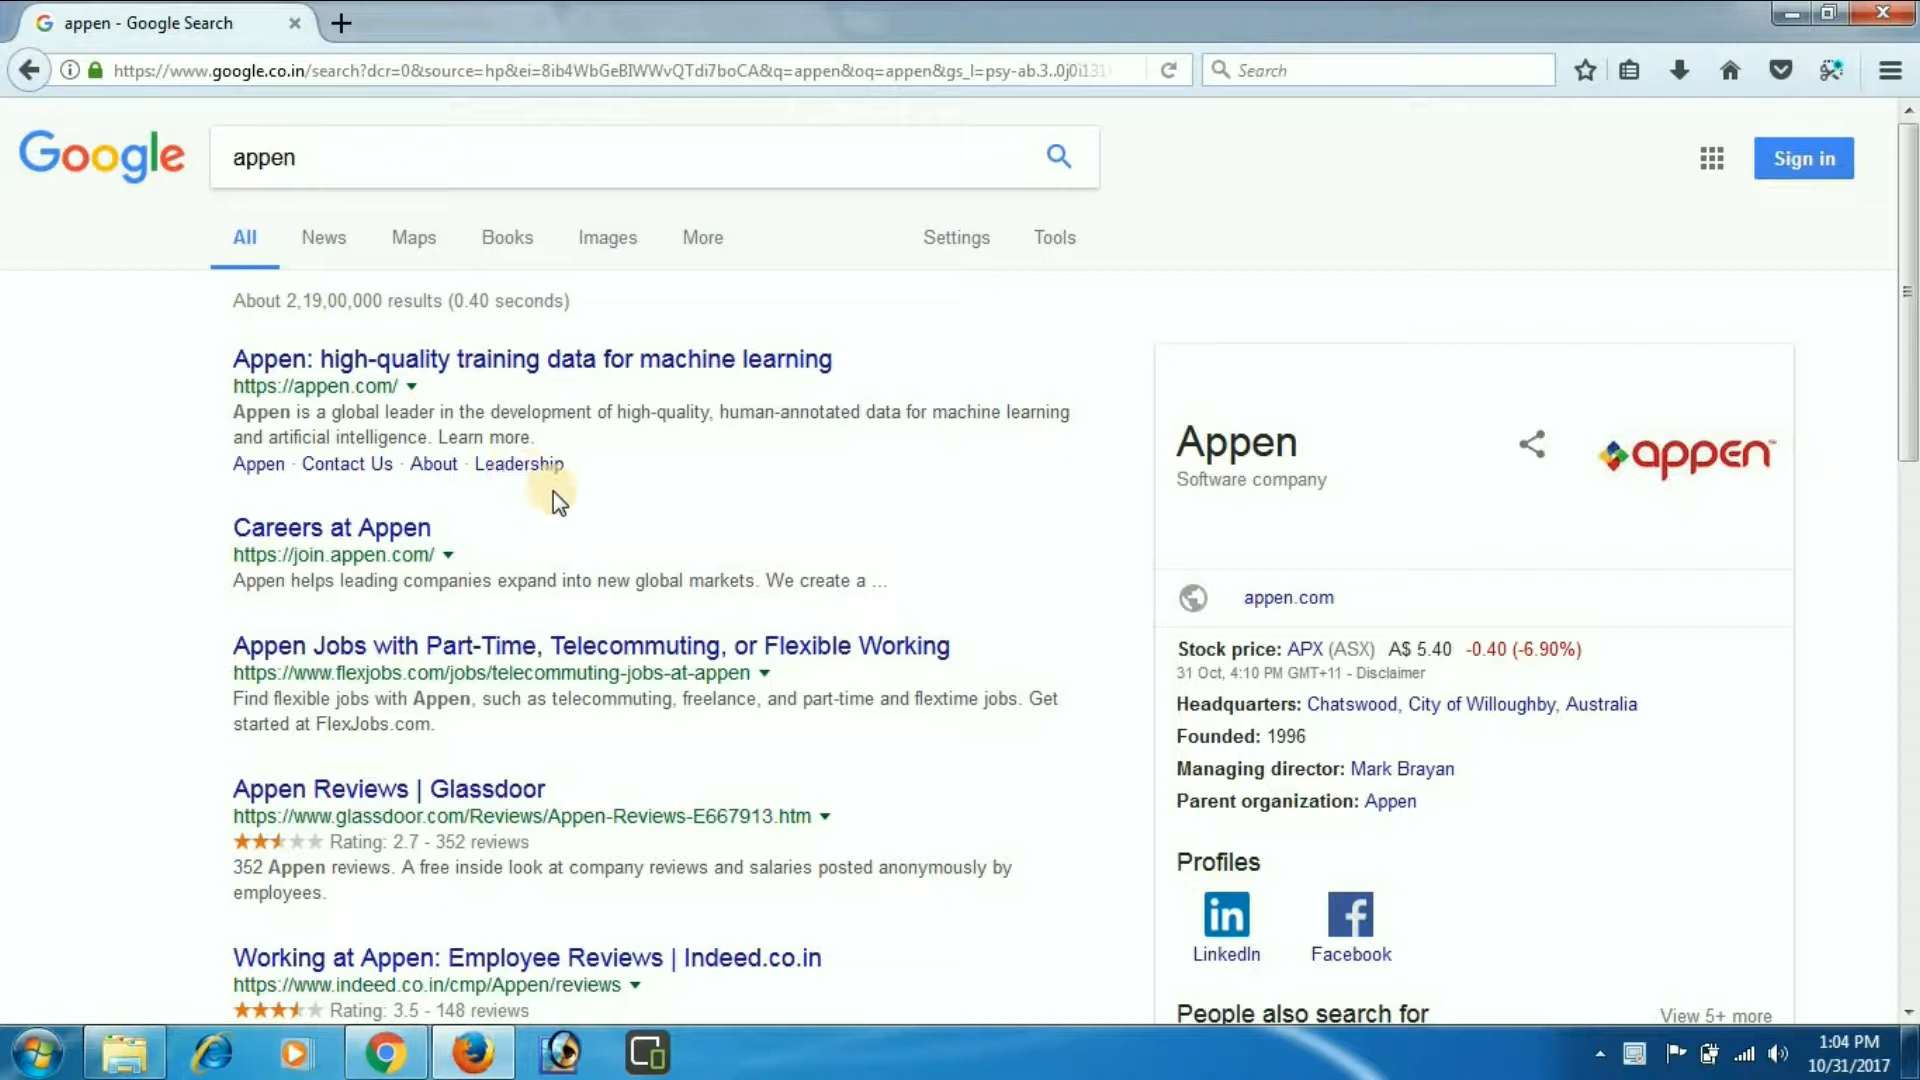 appen - Google Search
https://www.google.co.in/search?dcr=0&source=hp&ei=8ib4WbGeBIWWvQTdi7boCA&q=appen&oq=appen&gs_l=psy-ab.3..0j0i131
Search
Google
appen
Sign in
All News Maps Books Images More Settings Tools
About 2,19,00,000 results (0.40 seconds)
Appen: high-quality training data for machine learning
https://appen.com/
Appen is a global leader in the development of high-quality, human-annotated data for machine learning
and artificial intelligence. Learn more.
Appen · Contact Us · About · Leadership
Careers at Appen
https://join.appen.com/
Appen helps leading companies expand into new global markets. We create a ...
Appen Jobs with Part-Time, Telecommuting, or Flexible Working
https://www.flexjobs.com/jobs/telecommuting-jobs-at-appen
Find flexible jobs with Appen, such as telecommuting, freelance, and part-time and flextime jobs. Get
started at FlexJobs.com.
Appen Reviews | Glassdoor
https://www.glassdoor.com/Reviews/Appen-Reviews-E667913.htm
Rating: 2.7 - 352 reviews
352 Appen reviews. A free inside look at company reviews and salaries posted anonymously by
employees.
Working at Appen: Employee Reviews | Indeed.co.in
https://www.indeed.co.in/cmp/Appen/reviews
Rating: 3.5 - 148 reviews
Appen
Software company
appen
appen.com
Stock price: APX (ASX) A$ 5.40 -0.40 (-6.90%)
31 Oct, 4:10 PM GMT+11 - Disclaimer
Headquarters: Chatswood, City of Willoughby, Australia
Founded: 1996
Managing director: Mark Brayan
Parent organization: Appen
Profiles
LinkedIn Facebook
People also search for View 5+ more
1:04 PM
10/31/2017